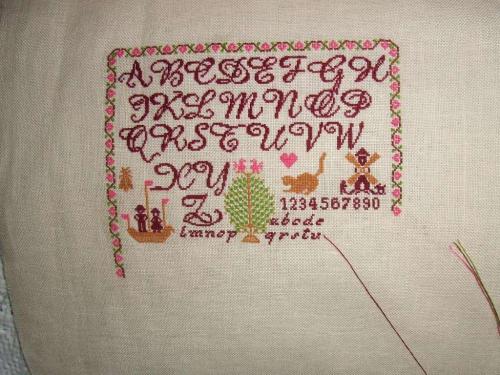 ABCDEFGH
IKLMNOP
QRSTUVW
XY
Z
1234567890
abcde
lmnop qrstu